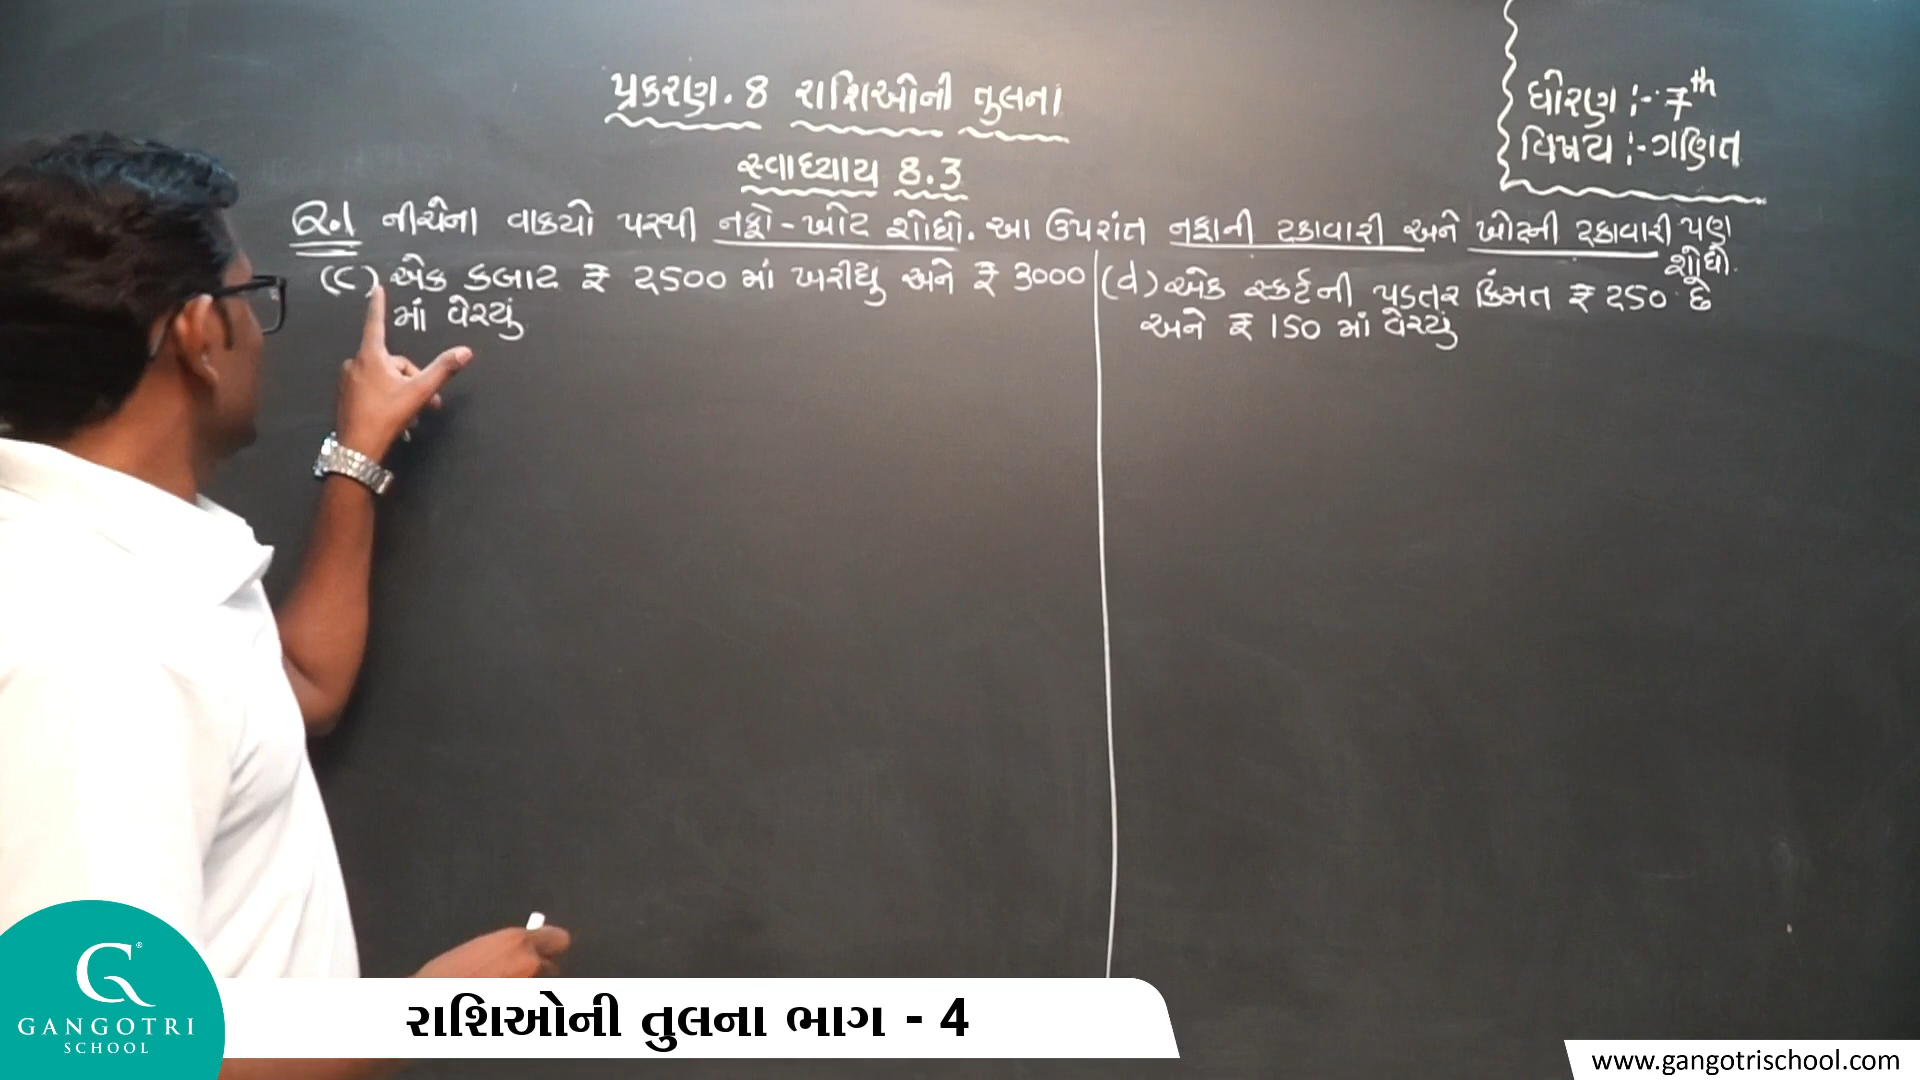 પ્રકરણ. 8 રાશિઓની તુલના
ધોરણ :- 7th
વિષય :- ગણિત
સ્વાધ્યાય 8.3
Q.1 નીચેના વાક્યો પરથી નફો - ખોટ શોધો. આ ઉપરાંત નફાની ટકાવારી અને ખોટની ટકાવારી પણ
શોધો.
(c) એક કબાટ ₹ 2500 માં ખરીદ્યુ અને ₹ 3000
માં વેચ્યું
(d) એક સ્કર્ટની પડતર કિંમત ₹ 250 છે
અને ₹ 150 માં વેચ્યું
રાશિઓની તુલના ભાગ - 4
GANGOTRI
SCHOOL
www.gangotrischool.com